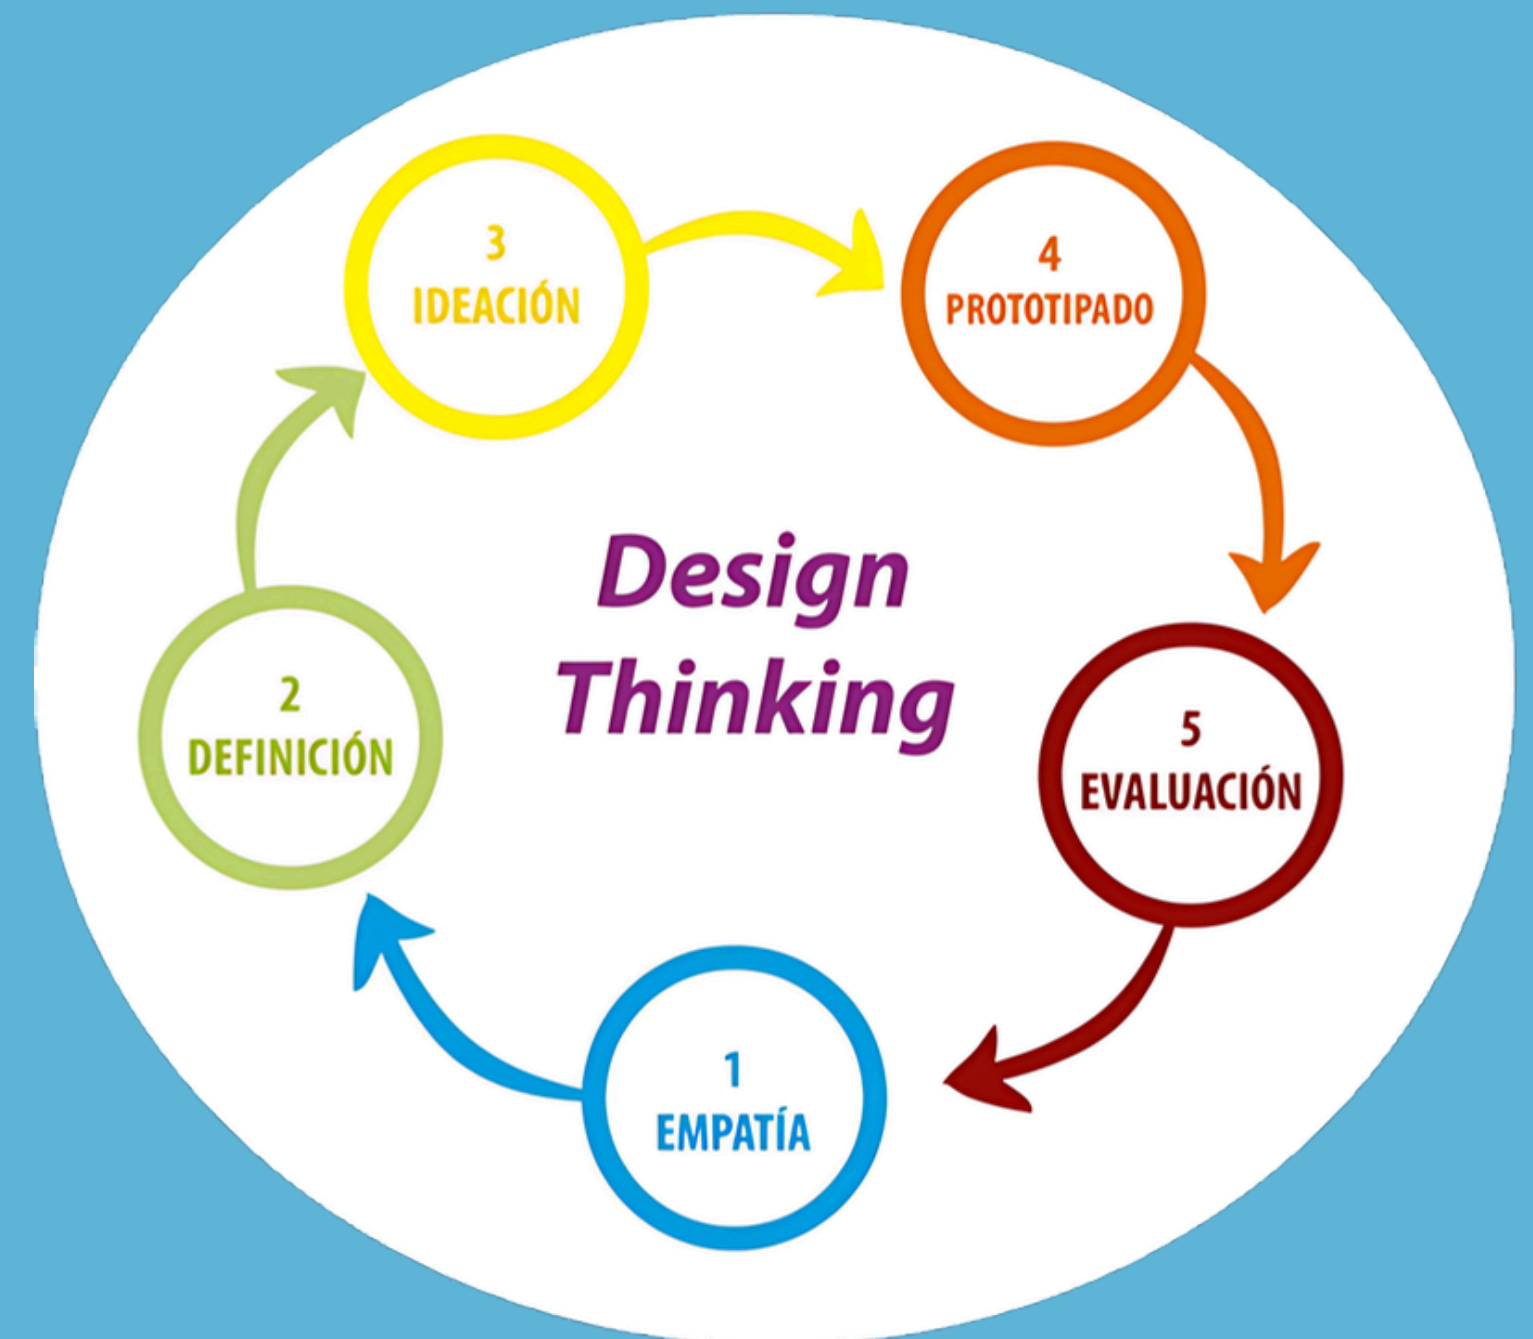 Design
Thinking
1
EMPATÍA
2
DEFINICIÓN
3
IDEACIÓN
4
PROTOTIPADO
5
EVALUACIÓN